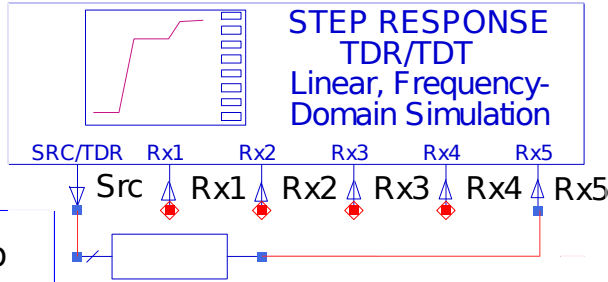 STEP RESPONSE
TDR/TDT
Linear, Frequency-
Domain Simulation
SRC/TDR Rx1 Rx2 Rx3 Rx4 Rx5
Src Rx1 Rx2 Rx3 Rx4 Rx5